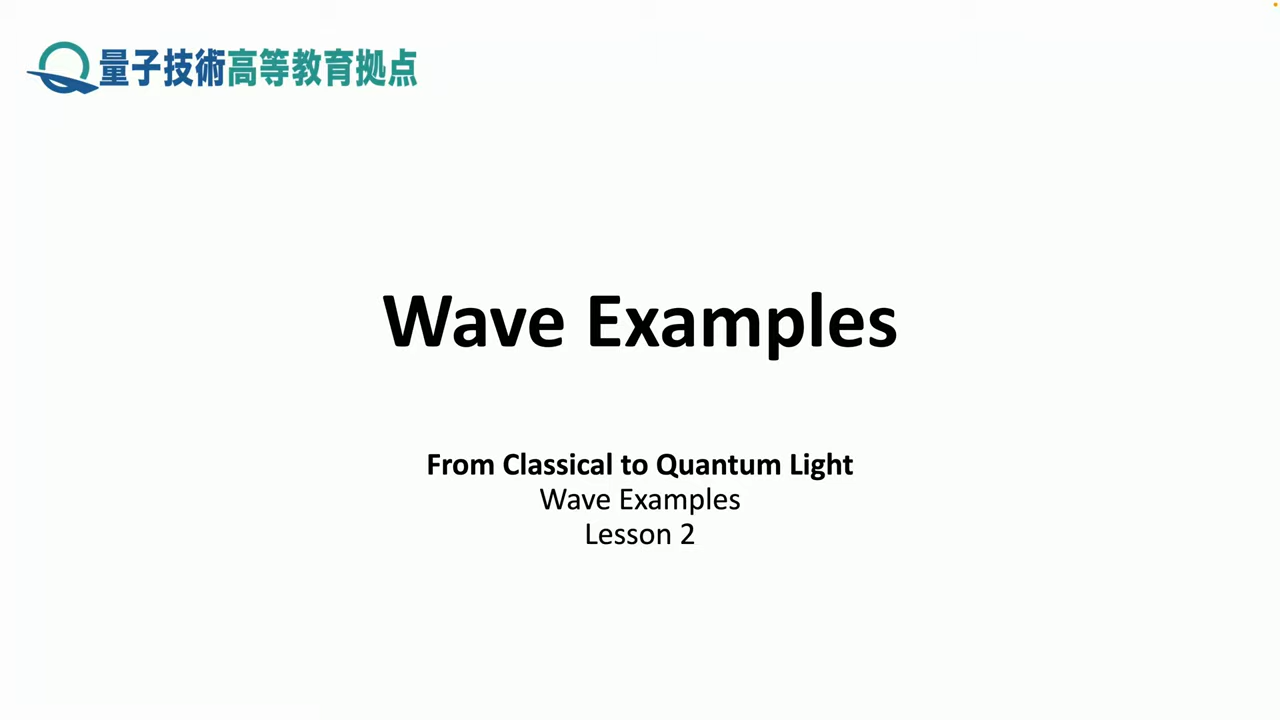 量子技術高等教育拠点
Wave Examples
From Classical to Quantum Light
Wave Examples
Lesson 2